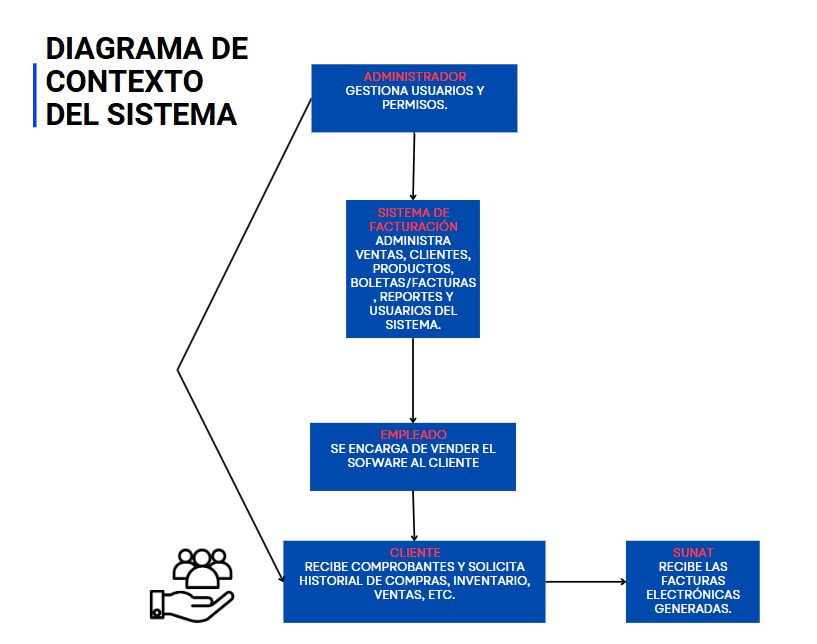 DIAGRAMA DE
CONTEXTO
DEL SISTEMA
ADMINISTRADOR
GESTIONA USUARIOS Y
PERMISOS.
SISTEMA DE
FACTURACIÓN
ADMINISTRA
VENTAS, CLIENTES,
PRODUCTOS,
BOLETAS/FACTURAS
, REPORTES Y
USUARIOS DEL
SISTEMA.
EMPLEADO
SE ENCARGA DE VENDER EL
SOFWARE AL CLIENTE
CLIENTE
RECIBE COMPROBANTES Y SOLICITA
HISTORIAL DE COMPRAS, INVENTARIO,
VENTAS, ETC.
SUNAT
RECIBE LAS
FACTURAS
ELECTRÓNICAS
GENERADAS.